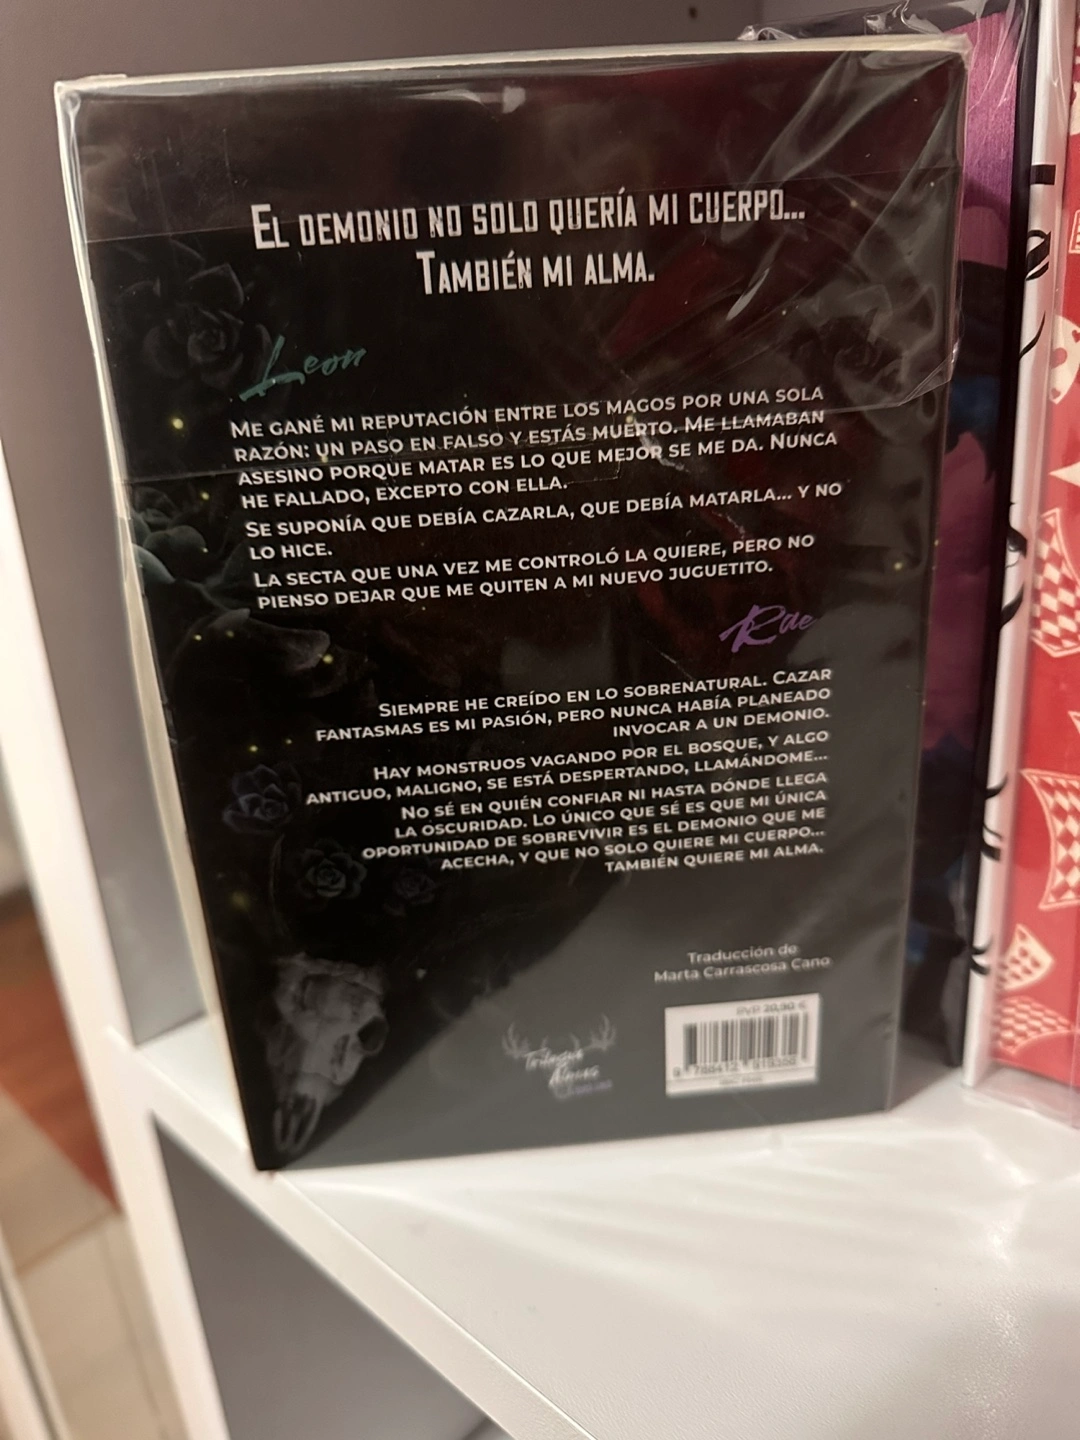 El demonio no solo quería mi cuerpo...
También mi alma.
Leon
Me gané mi reputación entre los magos por una sola
razón: un paso en falso y estás muerto. Me llamaban
asesino porque matar es lo que mejor se me da. Nunca
he fallado, excepto con ella.
Se suponía que debía cazarla, que debía matarla... y no
lo hice.
La secta que una vez me controló la quiere, pero no
pienso dejar que me quiten a mi nuevo juguetito.
Rae
Siempre he creído en lo sobrenatural. Cazar
fantasmas es mi pasión, pero nunca había planeado
invocar a un demonio.
Hay monstruos vagando por el bosque, y algo
antiguo, maligno, se está despertando, llamándome...
No sé en quién confiar ni hasta dónde llega
la oscuridad. Lo único que sé es que mi única
oportunidad de sobrevivir es el demonio que me
acecha, y que no solo quiere mi cuerpo...
también quiere mi alma.
Traducción de
Marta Carrascosa Cano
PVP 20,90 €
Almas